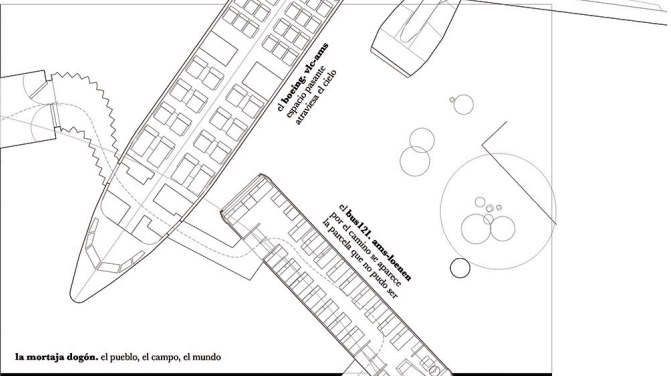 el boeing. vlc-ams
espacio pasante
atraviesa el cielo
el bus121. ams-loenen
por el camino se aparece
la parcela que no pudo ser
la mortaja dogón. el pueblo, el campo, el mundo